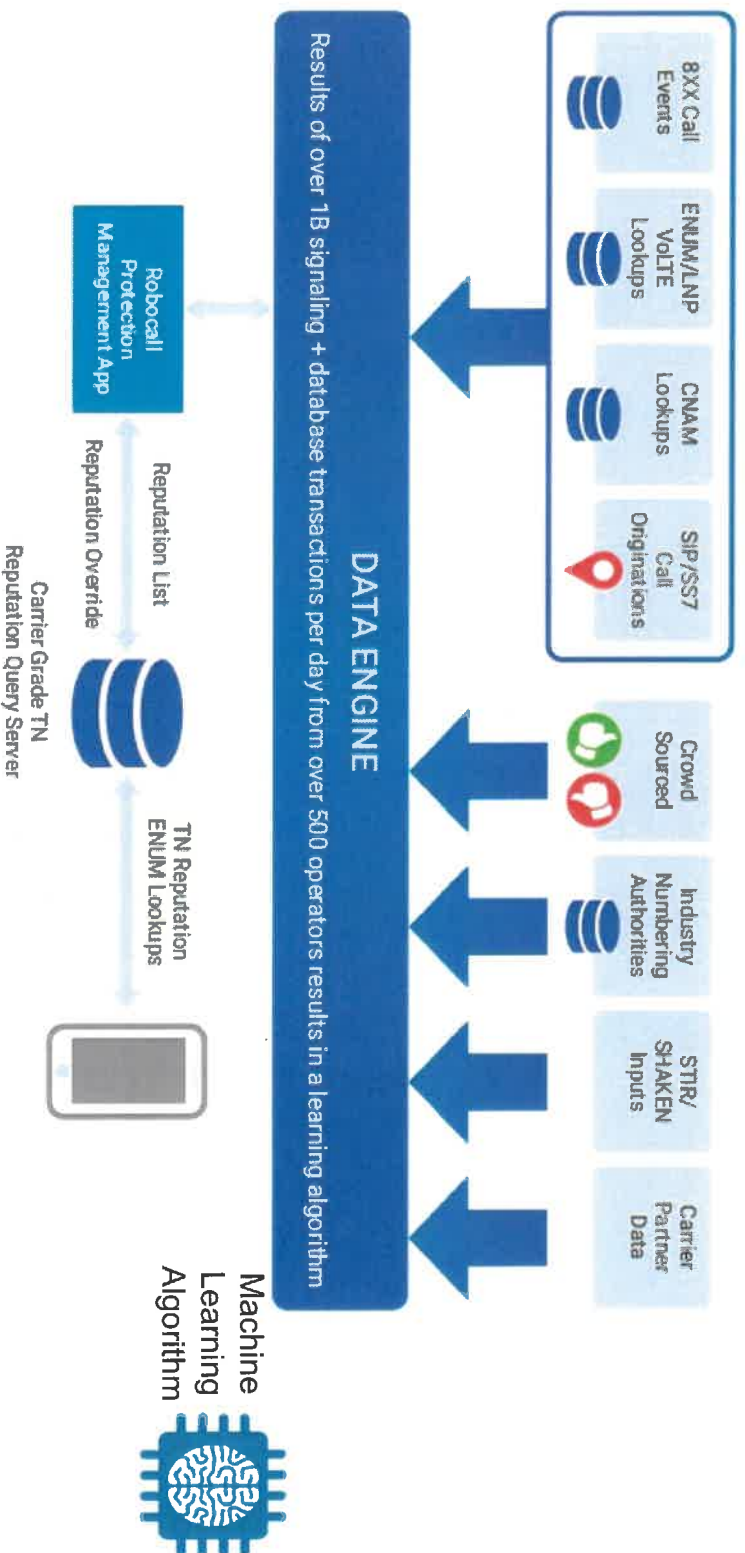 8XX Call
Events
ENUM/LNP
VoLTE
Lookups
CNAM
Lookups
SIP/SS7
Call
Originations
Crowd
Sourced
Industry
Numbering
Authorities
STIR/
SHAKEN
Inputs
Carrier
Partner
Data
DATA ENGINE
Results of over 1B signaling + database transactions per day from over 500 operators results in a learning algorithm
Robocall
Protection
Management App
Reputation List
Reputation Override
Carrier Grade TN
Reputation Query Server
TN Reputation
ENUM Lookups
Machine
Learning
Algorithm